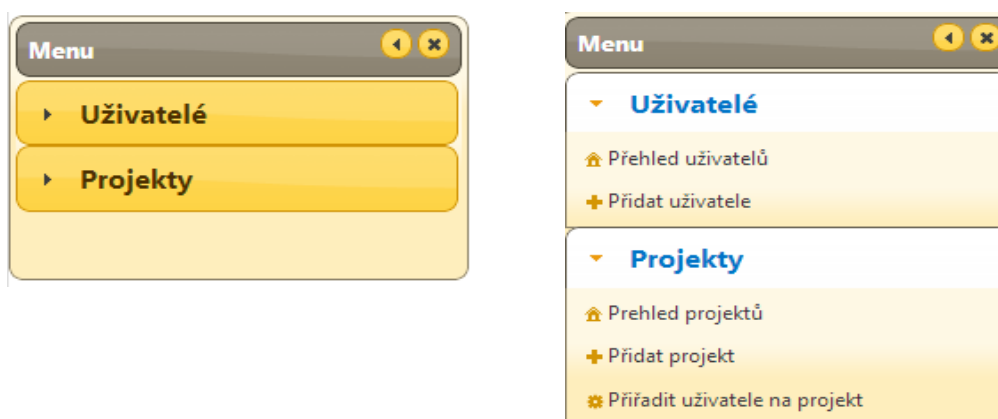 Menu
Uživatelé
Projekty
Menu
Uživatelé
Přehled uživatelů
Přidat uživatele
Projekty
Prehled projektů
Přidat projekt
Přiřadit uživatele na projekt